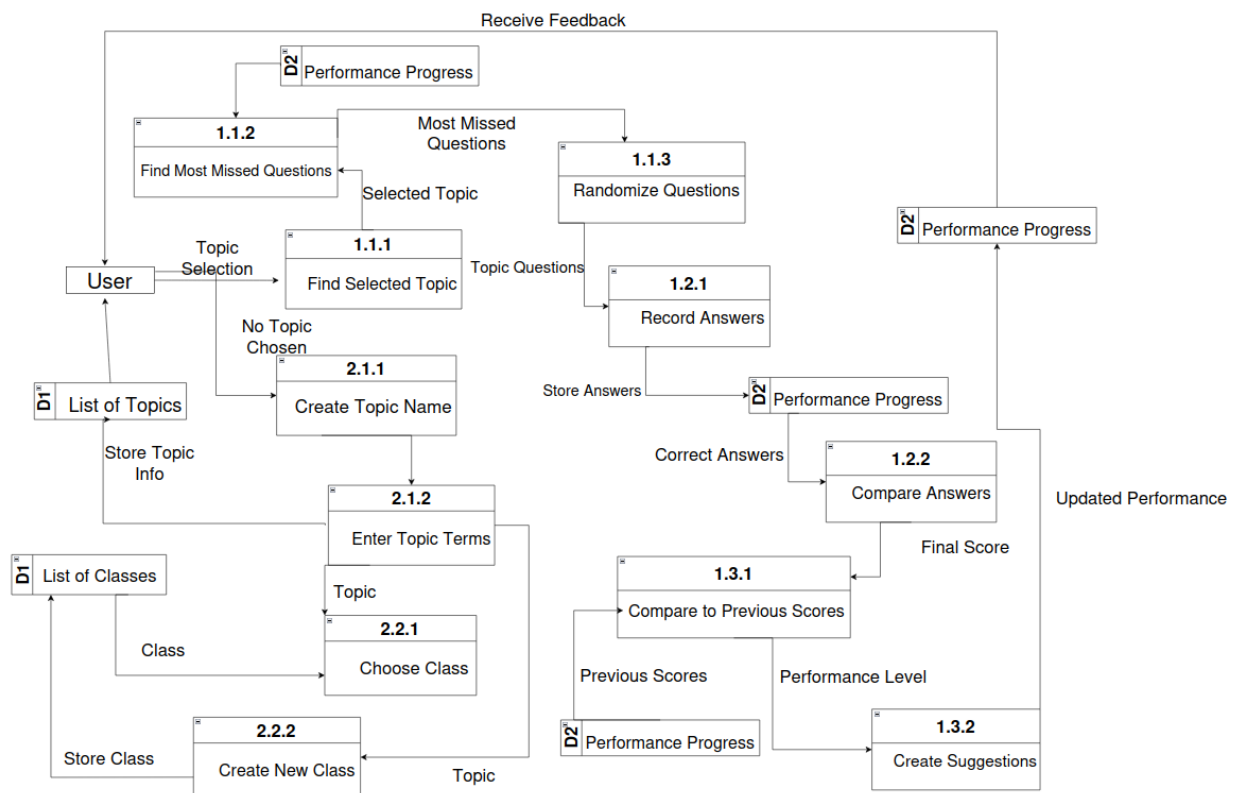 Receive Feedback
D2
Performance Progress
1.1.2
Find Most Missed Questions
Most Missed
Questions
1.1.3
Randomize Questions
Selected Topic
D2
Performance Progress
1.1.1
Find Selected Topic
Topic
Selection
User
Topic Questions
1.2.1
Record Answers
No Topic
Chosen
2.1.1
Create Topic Name
D1
List of Topics
Store Answers
D2
Performance Progress
Store Topic
Info
Correct Answers
1.2.2
Compare Answers
2.1.2
Enter Topic Terms
Updated Performance
Final Score
D1
List of Classes
1.3.1
Compare to Previous Scores
Topic
2.2.1
Choose Class
Class
Previous Scores
Performance Level
2.2.2
Create New Class
Store Class
Topic
D2
Performance Progress
1.3.2
Create Suggestions